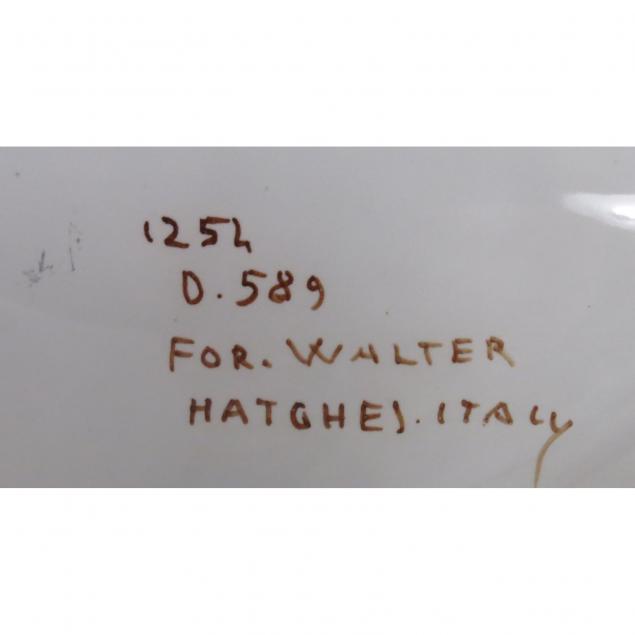 1254
D.589
FOR. WALTER
HATCHES. ITALY